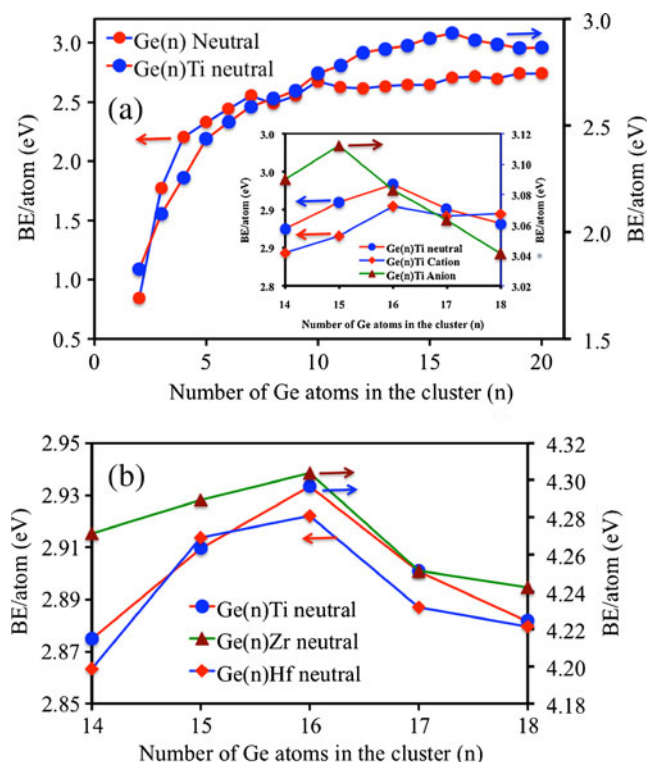 (a)
Ge(n) Neutral
Ge(n)Ti neutral
BE/atom (eV)
3.0
2.5
2.0
1.5
1.0
0.5
0 5 10 15 20
Number of Ge atoms in the cluster (n)
3.0
2.5
2.0
1.5
BE/atom (eV)
BE/atom (eV)
3.0
3.0
2.9
2.9
2.8
14 15 16 17 18
Number of Ge atoms in the cluster (n)
3.12
3.10
3.08
3.06
3.04
3.02
BE/atom (eV)
Ge(n)Ti neutral
Ge(n)Ti Cation
Ge(n)Ti Anion
(b)
BE/atom (eV)
2.95
2.93
2.91
2.89
2.87
2.85
14 15 16 17 18
Number of Ge atoms in the cluster (n)
4.32
4.30
4.28
4.26
4.24
4.22
4.20
4.18
BE/atom (eV)
Ge(n)Ti neutral
Ge(n)Zr neutral
Ge(n)Hf neutral